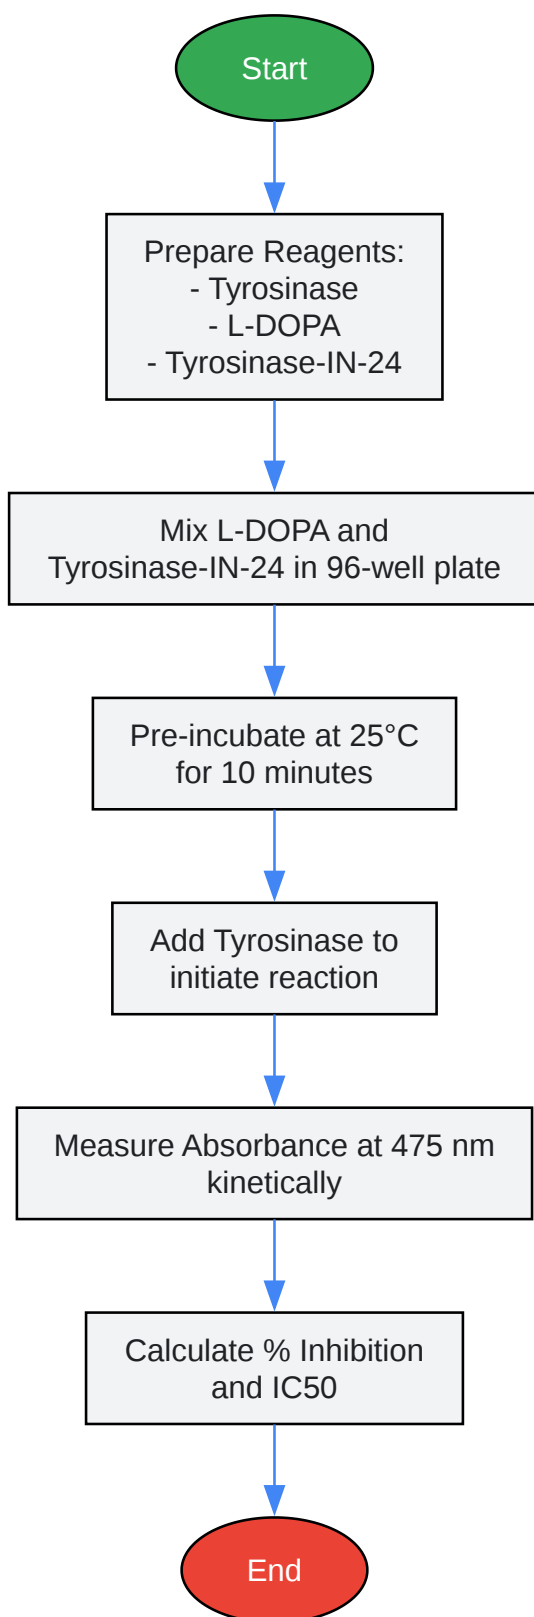 Start
Prepare Reagents:
- Tyrosinase
- L-DOPA
- Tyrosinase-IN-24
Mix L-DOPA and
Tyrosinase-IN-24 in 96-well plate
Pre-incubate at 25°C
for 10 minutes
Add Tyrosinase to
initiate reaction
Measure Absorbance at 475 nm
kinetically
Calculate % Inhibition
and IC50
End